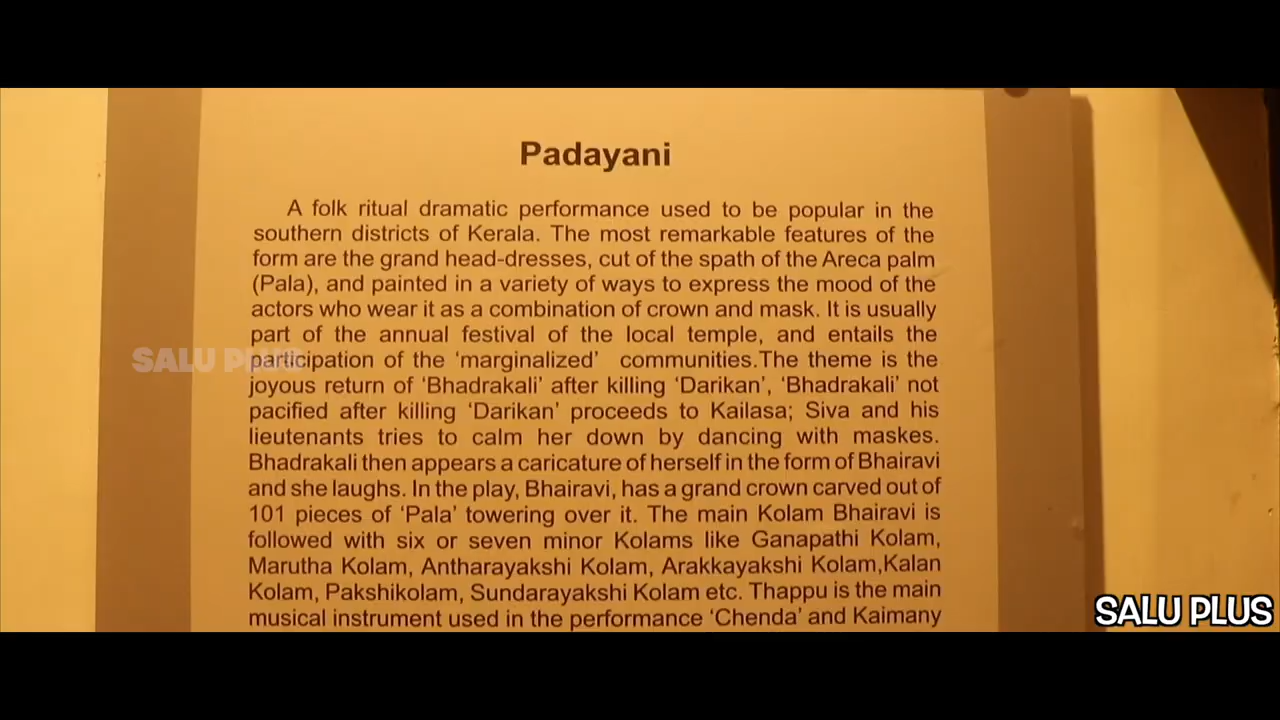 Padayani
A folk ritual dramatic performance used to be popular in the
southern districts of Kerala. The most remarkable features of the
form are the grand head-dresses, cut of the spath of the Areca palm
(Pala), and painted in a variety of ways to express the mood of the
actors who wear it as a combination of crown and mask. It is usually
part of the annual festival of the local temple, and entails the
participation of the ‘marginalized’ communities.The theme is the
joyous return of ‘Bhadrakali’ after killing ‘Darikan’, ‘Bhadrakali’ not
pacified after killing ‘Darikan’ proceeds to Kailasa; Siva and his
lieutenants tries to calm her down by dancing with maskes.
Bhadrakali then appears a caricature of herself in the form of Bhairavi
and she laughs. In the play, Bhairavi, has a grand crown carved out of
101 pieces of ‘Pala’ towering over it. The main Kolam Bhairavi is
followed with six or seven minor Kolams like Ganapathi Kolam,
Marutha Kolam, Antharayakshi Kolam, Arakkayakshi Kolam,Kalan
Kolam, Pakshikolam, Sundarayakshi Kolam etc. Thappu is the main
musical instrument used in the performance ‘Chenda’ and Kaimany
SALU PLUS
SALU PLUS